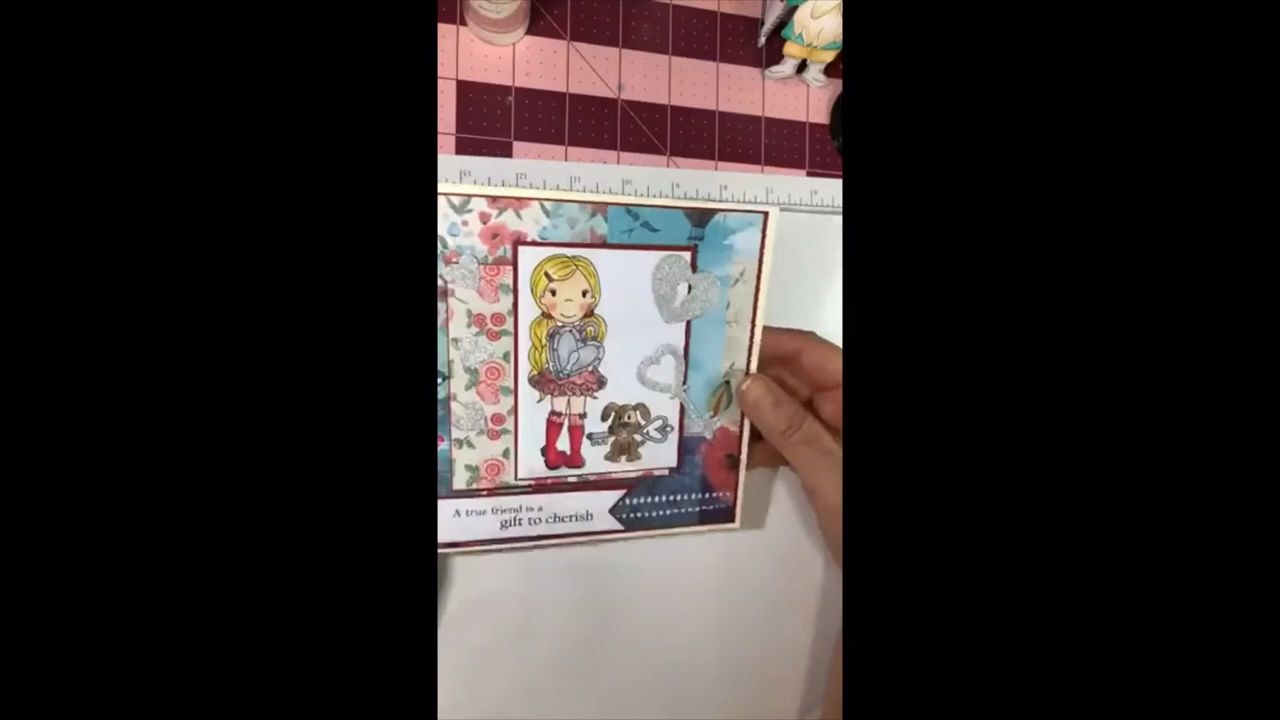 A true friend is a
gift to cherish